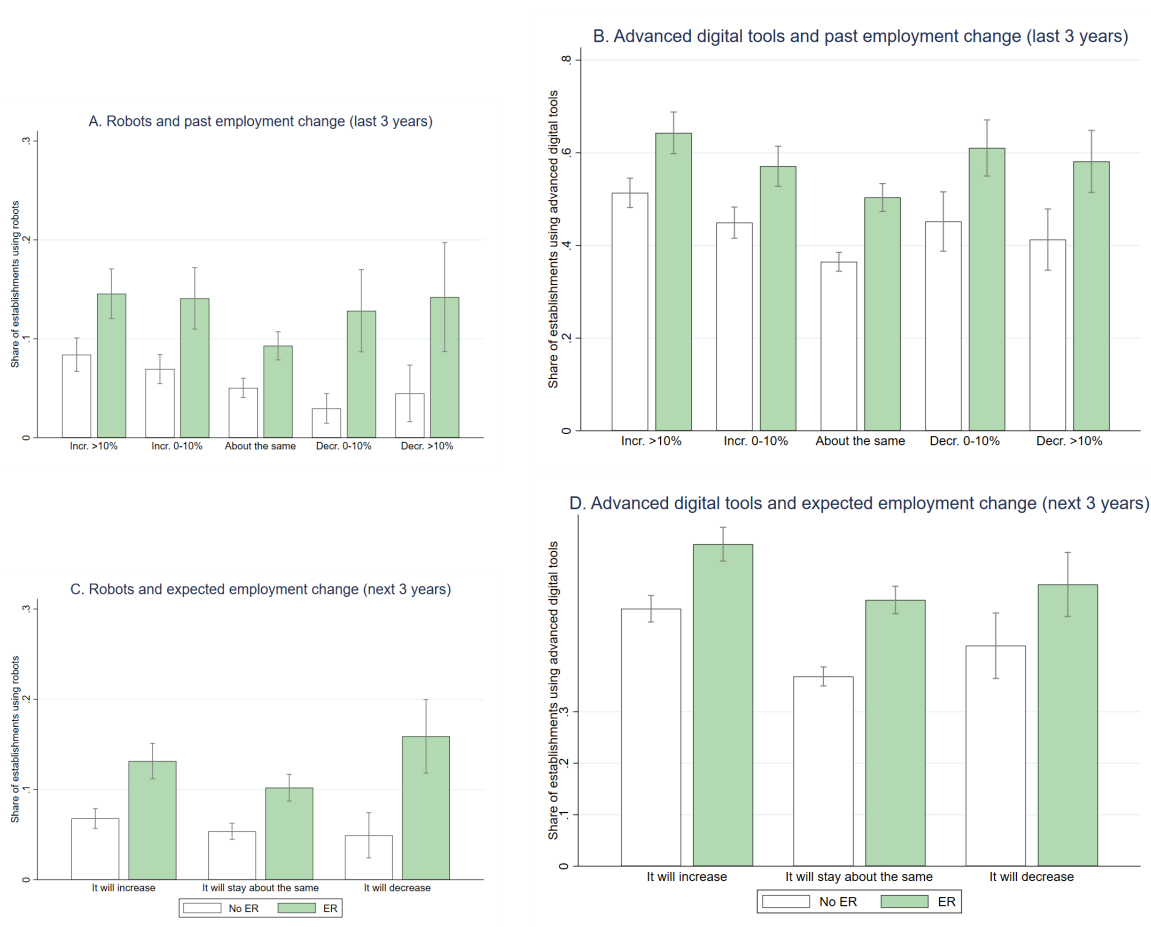 A. Robots and past employment change (last 3 years)
Share of establishments using robots
.3
.2
.1
0
Incr. >10%
Incr. 0-10%
About the same
Decr. 0-10%
Decr. >10%
B. Advanced digital tools and past employment change (last 3 years)
Share of establishments using advanced digital tools
.8
.6
.4
.2
0
Incr. >10%
Incr. 0-10%
About the same
Decr. 0-10%
Decr. >10%
C. Robots and expected employment change (next 3 years)
Share of establishments using robots
.3
.2
.1
0
It will increase
It will stay about the same
It will decrease
No ER
ER
D. Advanced digital tools and expected employment change (next 3 years)
Share of establishments using advanced digital tools
.3
.2
.1
0
It will increase
It will stay about the same
It will decrease
No ER
ER